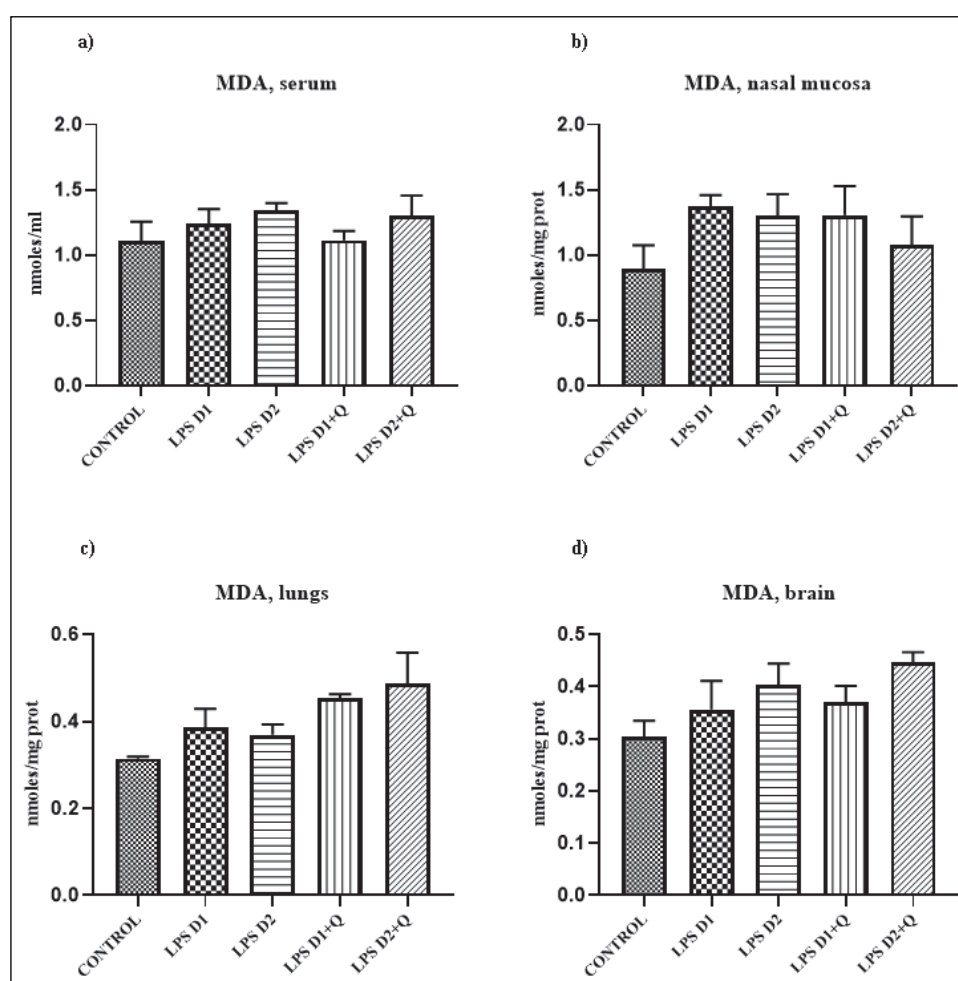 a)
MDA, serum
2.0
1.5
1.0
0.5
0.0
nmoles/ml
CONTROL
LPS D1
LPS D2
LPS D1+Q
LPS D2+Q
b)
MDA, nasal mucosa
2.0
1.5
1.0
0.5
0.0
nmoles/mg prot
CONTROL
LPS D1
LPS D2
LPS D1+Q
LPS D2+Q
c)
MDA, lungs
0.6
0.4
0.2
0.0
nmoles/mg prot
CONTROL
LPS D1
LPS D2
LPS D1+Q
LPS D2+Q
d)
MDA, brain
0.5
0.4
0.3
0.2
0.1
0.0
nmoles/mg prot
CONTROL
LPS D1
LPS D2
LPS D1+Q
LPS D2+Q